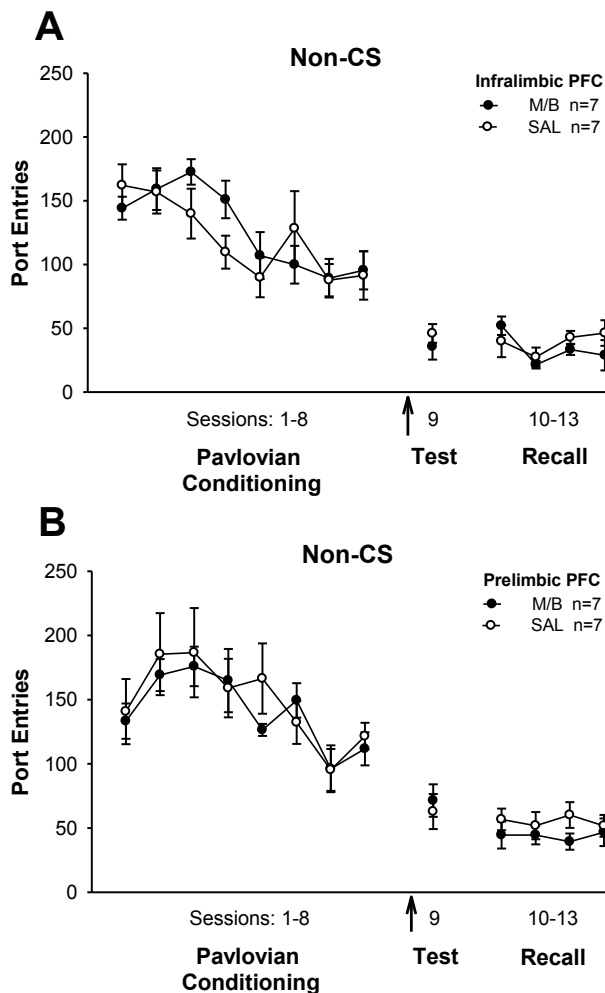 A
Non-CS
Infralimbic PFC
M/B n=7
SAL n=7
Port Entries
250
200
150
100
50
0
Sessions: 1-8
9
10-13
Pavlovian
Conditioning
Test
Recall
B
Non-CS
Prelimbic PFC
M/B n=7
SAL n=7
Port Entries
250
200
150
100
50
0
Sessions: 1-8
9
10-13
Pavlovian
Conditioning
Test
Recall